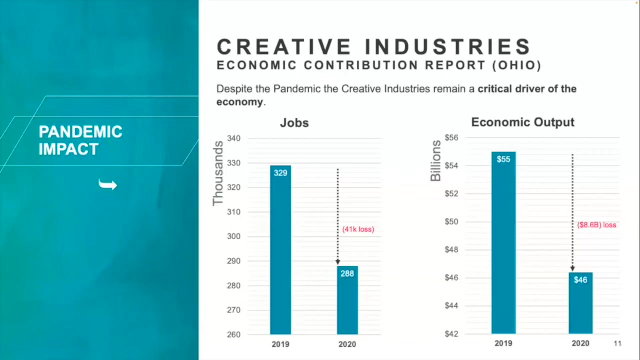 CREATIVE INDUSTRIES
ECONOMIC CONTRIBUTION REPORT (OHIO)
Despite the Pandemic the Creative Industries remain a critical driver of the
economy.
PANDEMIC
IMPACT
Jobs
Thousands
340
330
320
310
300
290
280
270
260
329
(41k loss)
288
2019
2020
Economic Output
Billions
$56
$54
$52
$50
$48
$46
$44
$42
$55
($8.6B) loss
$46
2019
2020
11